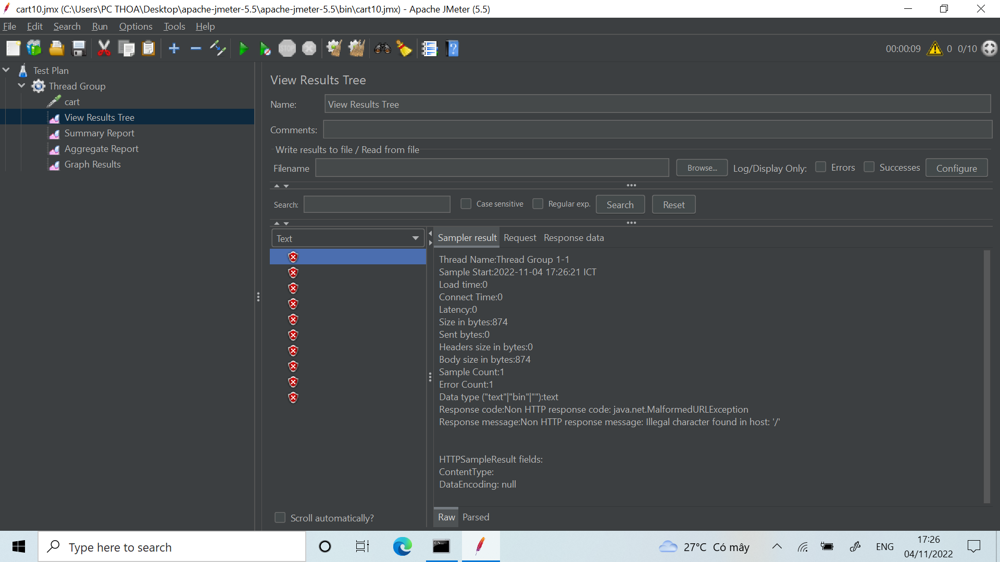 cart10.jmx (C:\Users\PC THOA\Desktop\apache-jmeter-5.5\apache-jmeter-5.5\bin\cart10.jmx) - Apache JMeter (5.5)
File Edit Search Run Options Tools Help
STOP
00:00:09 0 0/10
Test Plan
Thread Group
cart
View Results Tree
Summary Report
Aggregate Report
Graph Results
View Results Tree
Name: View Results Tree
Comments:
Write results to file / Read from file
Filename Browse... Log/Display Only: Errors Successes Configure
Search: Case sensitive Regular exp. Search Reset
Text
Sampler result Request Response data
Thread Name:Thread Group 1-1
Sample Start:2022-11-04 17:26:21 ICT
Load time:0
Connect Time:0
Latency:0
Size in bytes:874
Sent bytes:0
Headers size in bytes:0
Body size in bytes:874
Sample Count:1
Error Count:1
Data type ("text"|"bin"|""):text
Response code:Non HTTP response code: java.net.MalformedURLException
Response message:Non HTTP response message: Illegal character found in host: '/'
HTTPSampleResult fields:
ContentType:
DataEncoding: null
Scroll automatically?
Raw Parsed
Type here to search
27°C Có mây
ENG
17:26
04/11/2022